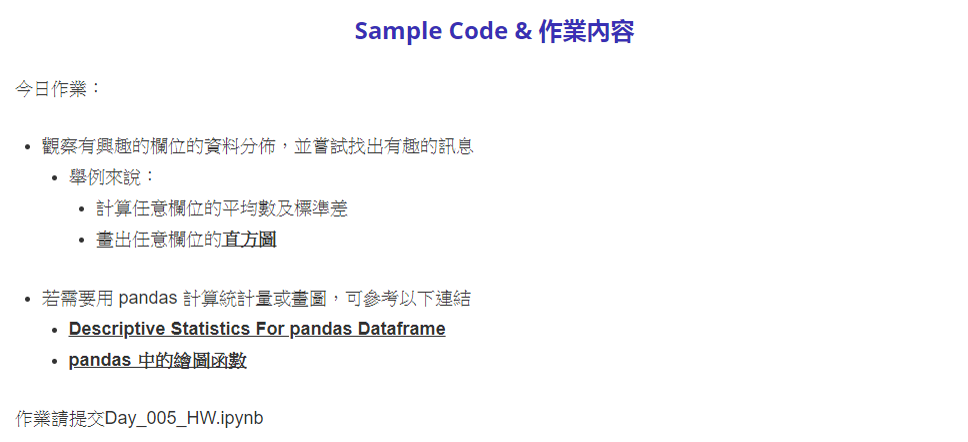 Sample Code & 作業內容
今日作業：
觀察有興趣的欄位的資料分佈，並嘗試找出有趣的訊息
舉例來說：
計算任意欄位的平均數及標準差
畫出任意欄位的直方圖
若需要用 pandas 計算統計量或畫圖，可參考以下連結
Descriptive Statistics For pandas Dataframe
pandas 中的繪圖函數
作業請提交Day_005_HW.ipynb